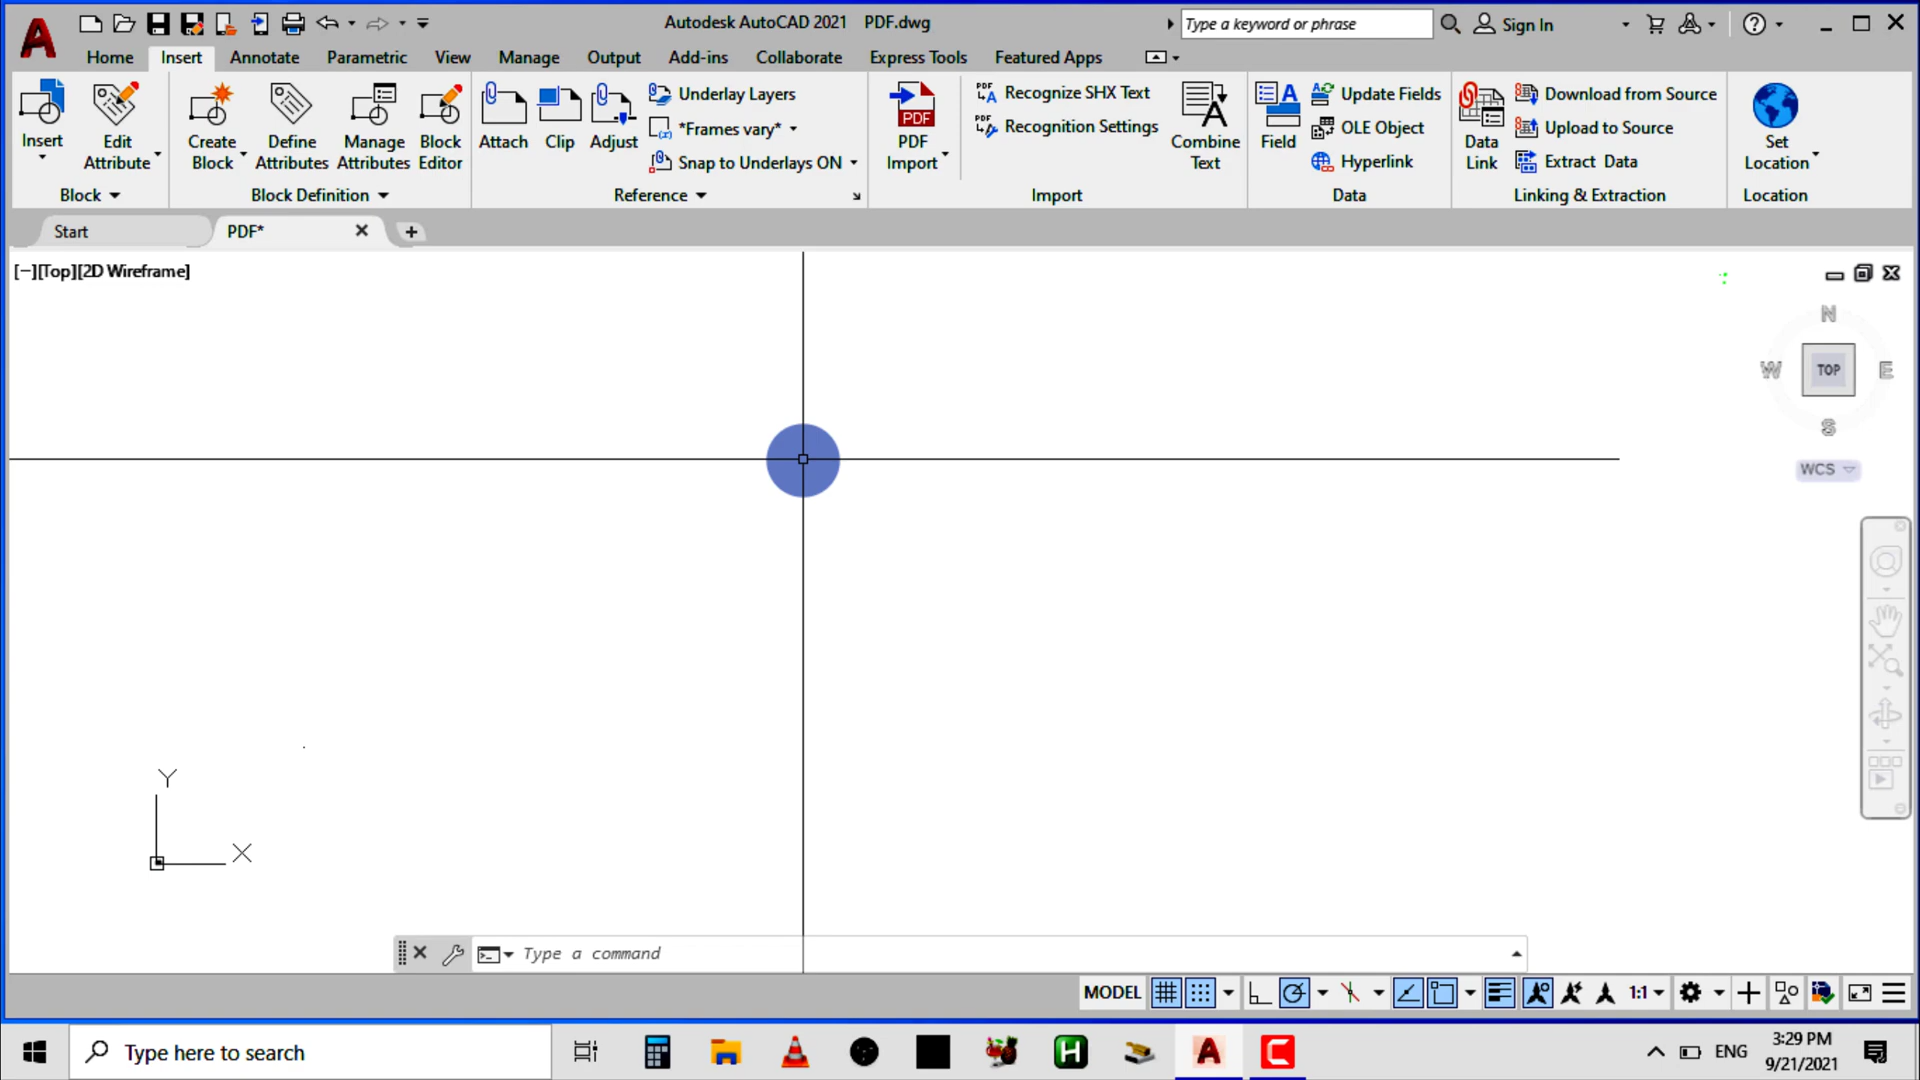 Autodesk AutoCAD 2021 PDF.dwg
Type a keyword or phrase
Sign In
Home Insert Annotate Parametric View Manage Output Add-ins Collaborate Express Tools Featured Apps
Insert
Edit Attribute
Create Block
Define Attributes
Manage Attributes
Block Editor
Attach
Clip
Adjust
Underlay Layers
*Frames vary*
Snap to Underlays ON
PDF
PDF Import
PDF Recognize SHX Text
PDF Recognition Settings
Combine Text
Field
Update Fields
OLE Object
Hyperlink
Data Link
Download from Source
Upload to Source
Extract Data
Set Location
Block
Block Definition
Reference
Import
Data
Linking & Extraction
Location
Start
PDF*
[−][Top][2D Wireframe]
N
W TOP E
S
WCS
Y
X
Type a command
MODEL
1:1
Type here to search
ENG
3:29 PM
9/21/2021